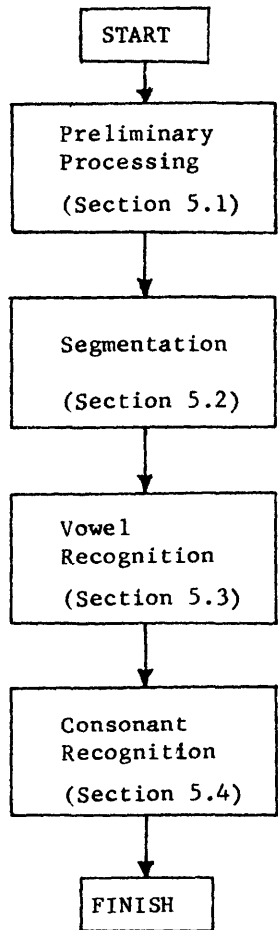 START
Preliminary
Processing
(Section 5.1)
Segmentation
(Section 5.2)
Vowel
Recognition
(Section 5.3)
Consonant
Recognition
(Section 5.4)
FINISH